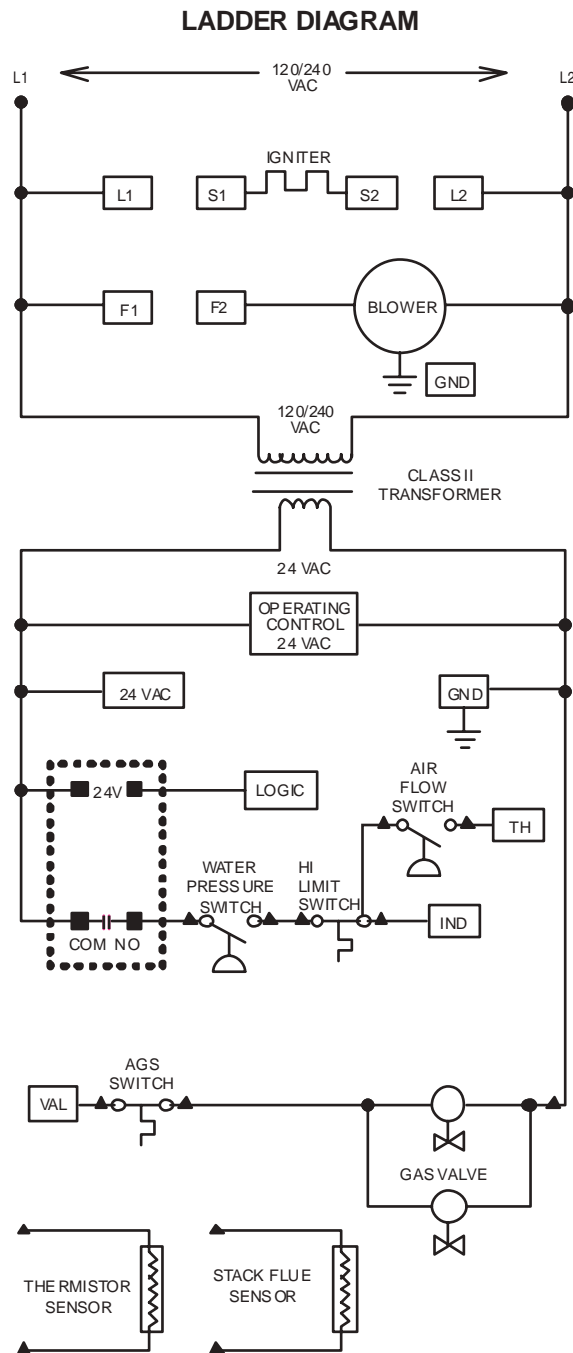 LADDER DIAGRAM
L1
120/240
VAC
L2
IGNITER
L1
S1
S2
L2
F1
F2
BLOWER
GND
120/240
VAC
CLASS II
TRANSFORMER
24 VAC
OPERATING
CONTROL
24 VAC
24 VAC
GND
24V
LOGIC
AIR
FLOW
SWITCH
TH
WATER
PRESSURE
SWITCH
HI
LIMIT
SWITCH
IND
COM NO
AGS
SWITCH
VAL
GAS VALVE
THERMISTOR
SENSOR
STACK FLUE
SENSOR